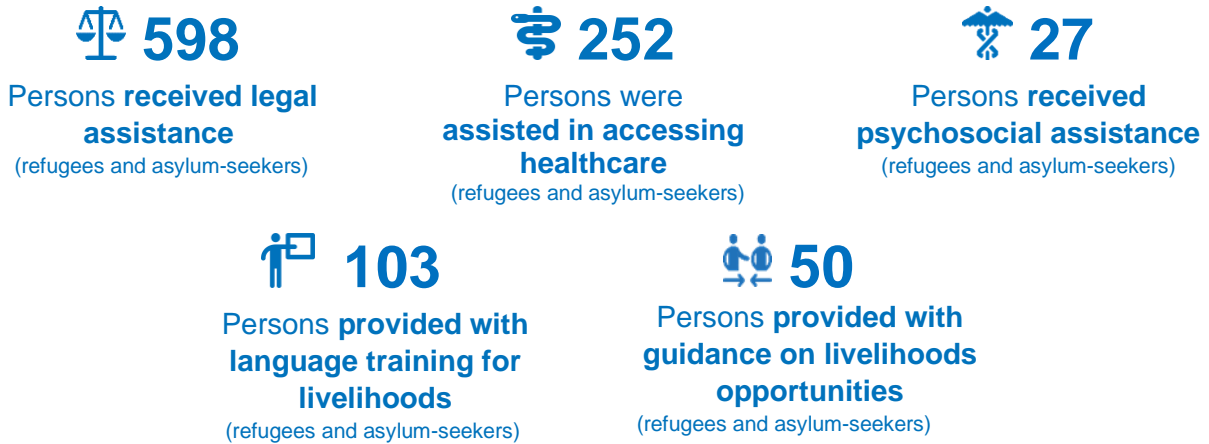 598
Persons received legal
assistance
(refugees and asylum-seekers)
252
Persons were
assisted in accessing
healthcare
(refugees and asylum-seekers)
27
Persons received
psychosocial assistance
(refugees and asylum-seekers)
103
Persons provided with
language training for
livelihoods
(refugees and asylum-seekers)
50
Persons provided with
guidance on livelihoods
opportunities
(refugees and asylum-seekers)